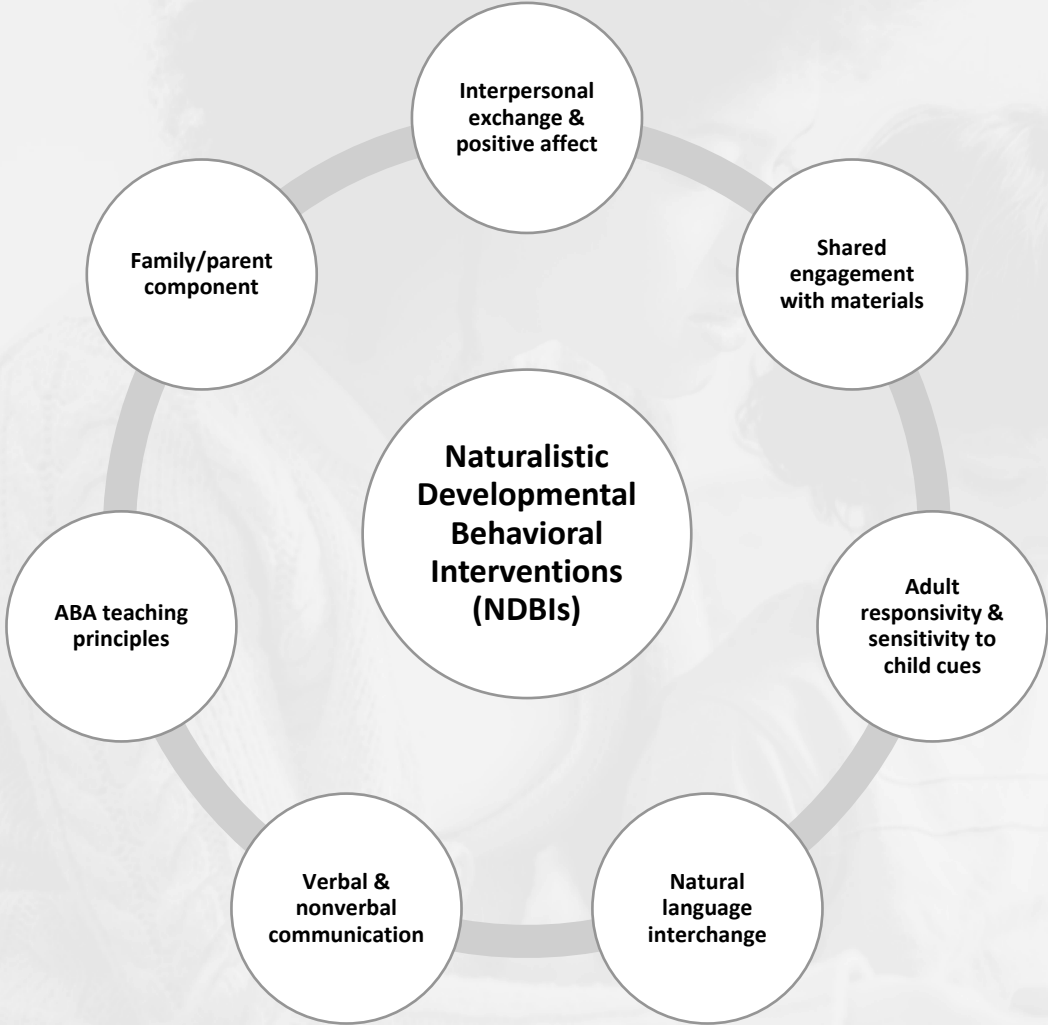 Interpersonal
exchange &
positive affect
Shared
engagement
with materials
Adult
responsivity &
sensitivity to
child cues
Natural
language
interchange
Verbal &
nonverbal
communication
ABA teaching
principles
Family/parent
component
Naturalistic
Developmental
Behavioral
Interventions
(NDBIs)